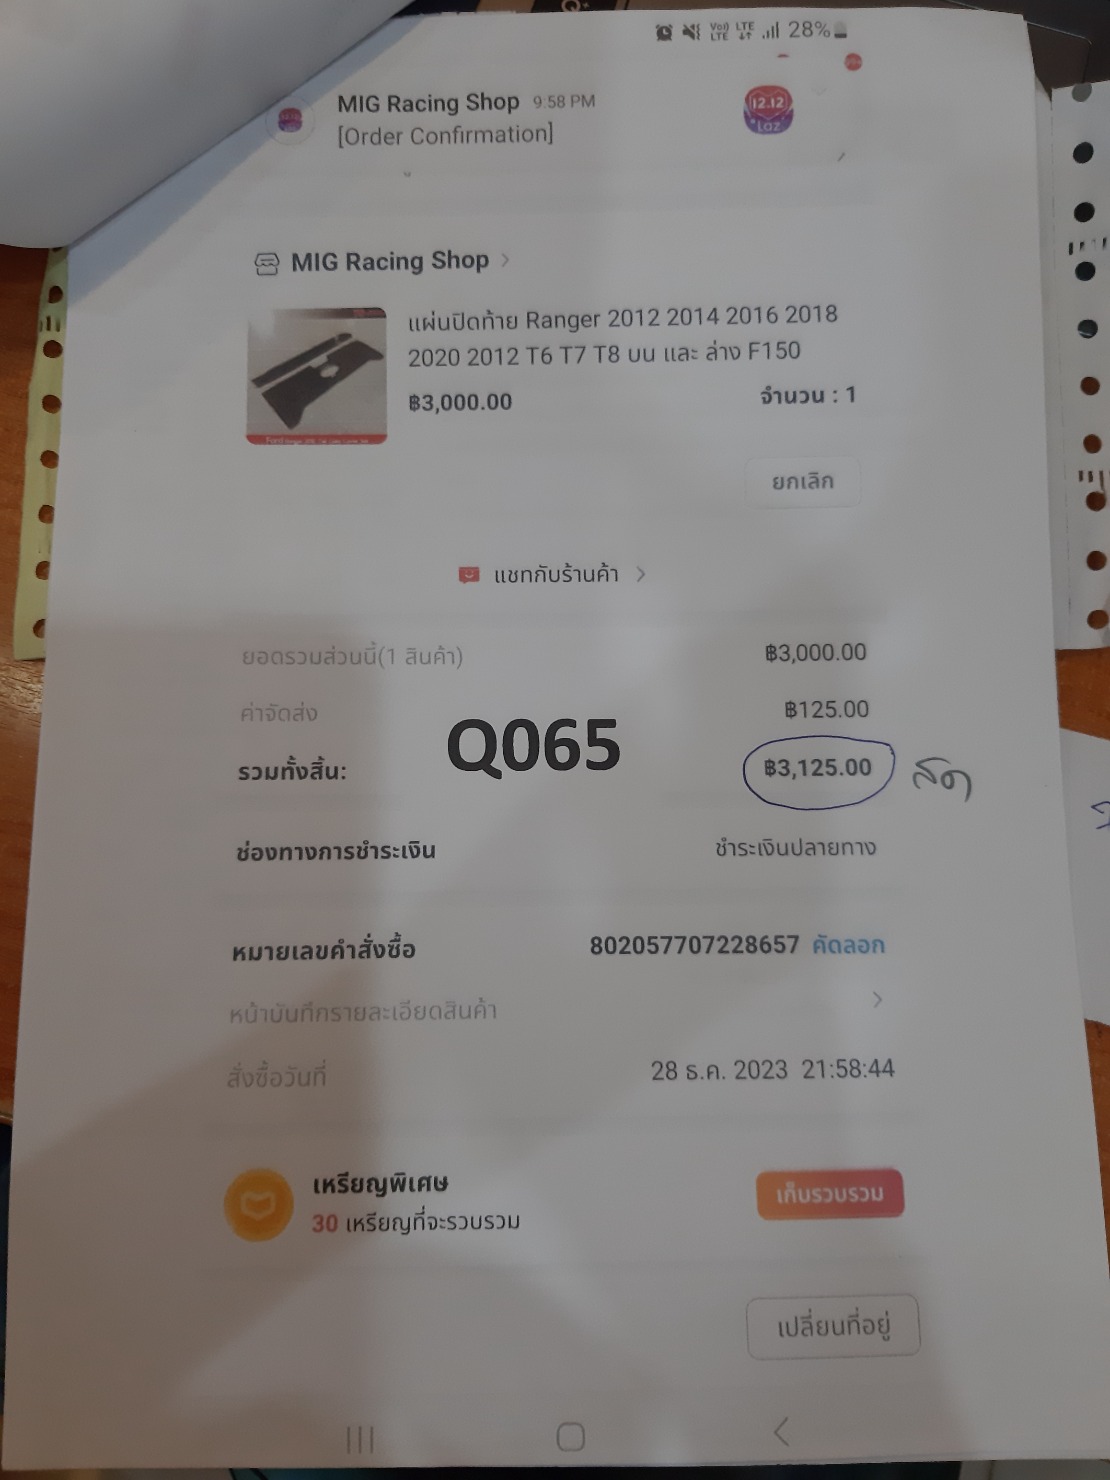 Vo)) LTE LTE 28%
MIG Racing Shop 9:58 PM
[Order Confirmation]
12.12
Laz
MIG Racing Shop
แผ่นปิดท้าย Ranger 2012 2014 2016 2018
2020 2012 T6 T7 T8 บน และ ล่าง F150
฿3,000.00 จำนวน : 1
ยกเลิก
แชทกับร้านค้า
ยอดรวมส่วนนี้(1 สินค้า) ฿3,000.00
ค่าจัดส่ง ฿125.00
Q065
รวมทั้งสิ้น: ฿3,125.00 สด
ช่องทางการชำระเงิน ชำระเงินปลายทาง
หมายเลขคำสั่งซื้อ 802057707228657 คัดลอก
หน้าบันทึกรายละเอียดสินค้า
สั่งซื้อวันที่ 28 ธ.ค. 2023 21:58:44
เหรียญพิเศษ
30 เหรียญที่จะรวบรวม เก็บรวบรวม
เปลี่ยนที่อยู่